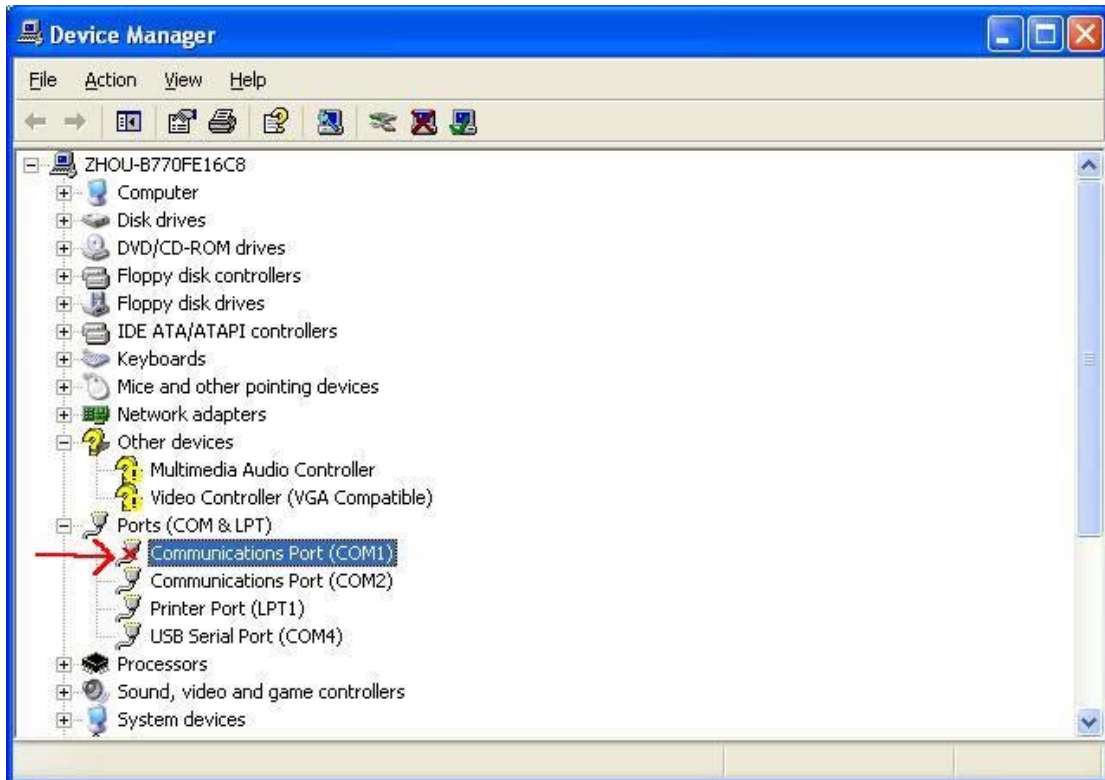 Device Manager
File Action View Help
ZHOU-B770FE16C8
Computer
Disk drives
DVD/CD-ROM drives
Floppy disk controllers
Floppy disk drives
IDE ATA/ATAPI controllers
Keyboards
Mice and other pointing devices
Network adapters
Other devices
Multimedia Audio Controller
Video Controller (VGA Compatible)
Ports (COM & LPT)
Communications Port (COM1)
Communications Port (COM2)
Printer Port (LPT1)
USB Serial Port (COM4)
Processors
Sound, video and game controllers
System devices